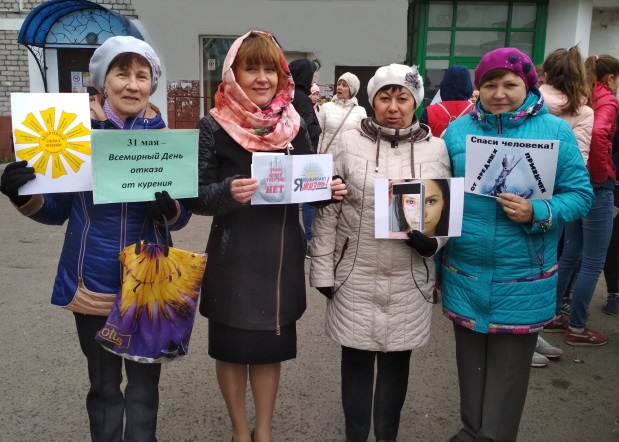 31 мая –
Всемирный День
отказа
от курения
НЕТ
Я
выбираю
жизнь!
Спаси человека!
от вредных привычек